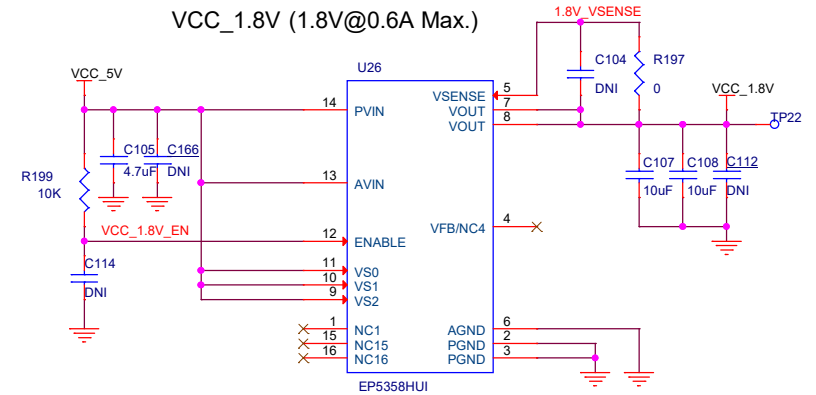 VCC_1.8V (1.8V@0.6A Max.)
1.8V_VSENSE
U26
C104
R197
DNI
0
VCC_5V
VCC_1.8V
TP22
14
PVIN
VSENSE
5
VOUT
7
VOUT
8
C105
C166
4.7uF
DNI
R199
10K
13
AVIN
C107
C108
C112
10uF
10uF
DNI
VCC_1.8V_EN
12
ENABLE
VFB/NC4
4
C114
DNI
11
VS0
10
VS1
9
VS2
1
NC1
15
NC15
16
NC16
AGND
6
PGND
2
PGND
3
EP5358HUI